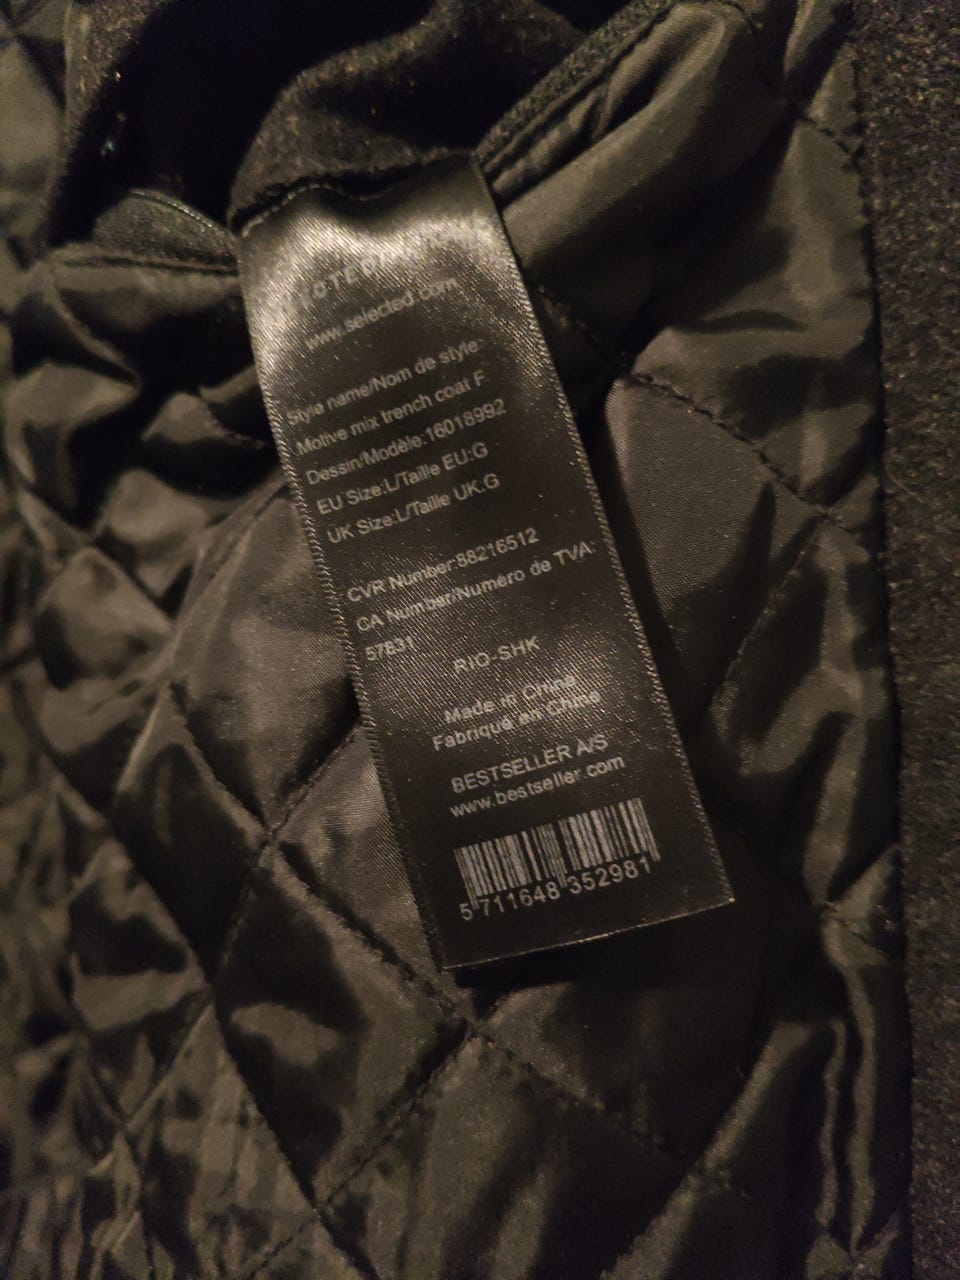 www.selected.com
Style name/Nom de style:
Motive mix trench coat F
Dessin/Modèle:16018992
EU Size:L/Taille EU:G
UK Size:L/Taille UK:G
CVR Number:88216512
CA Number/Numéro de TVA:
57831
RIO-SHK
Made in China
Fabriqué en Chine
BESTSELLER A/S
www.bestseller.com
5 711648 352981